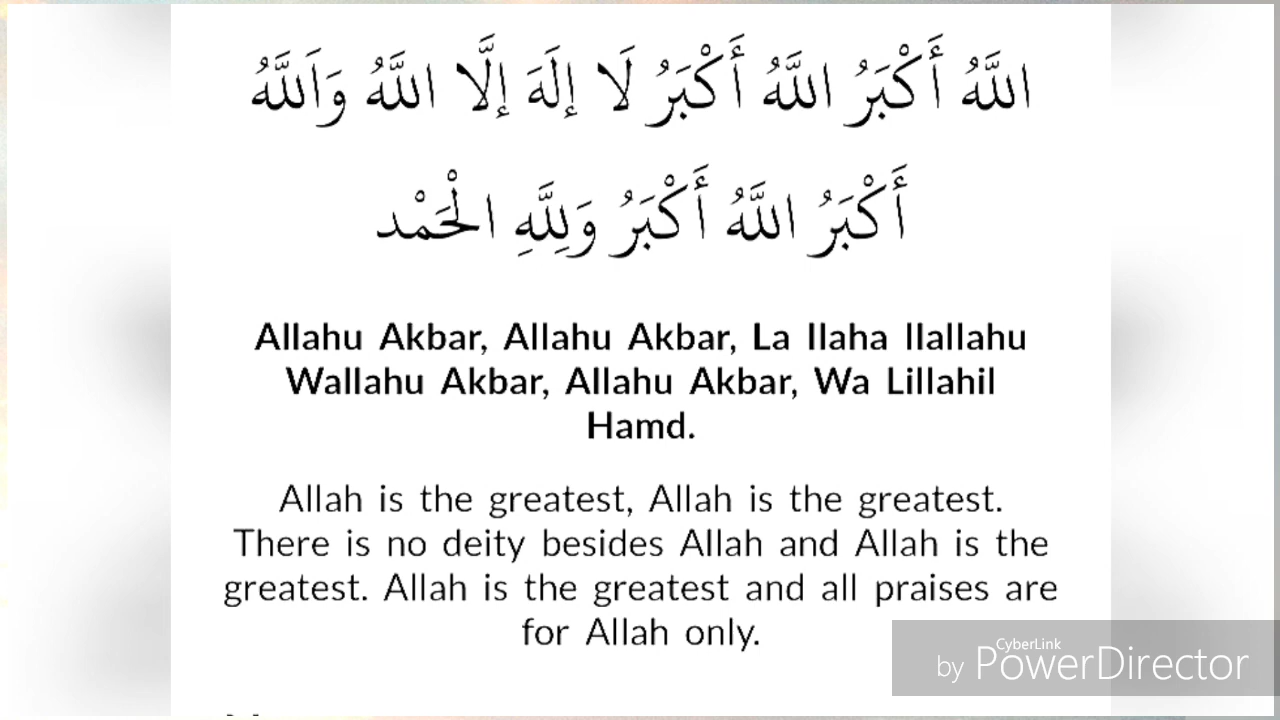 اللَّهُ أَكْبَرُ اللَّهُ أَكْبَرُ لَا إِلَهَ إِلَّا اللَّهُ وَاَللَّهُ
أَكْبَرُ اللَّهُ أَكْبَرُ وَلِلَّهِ الْحَمْد
Allahu Akbar, Allahu Akbar, La Ilaha Ilallahu
Wallahu Akbar, Allahu Akbar, Wa Lillahil
Hamd.
Allah is the greatest, Allah is the greatest.
There is no deity besides Allah and Allah is the
greatest. Allah is the greatest and all praises are
for Allah only.
CyberLink
by PowerDirector